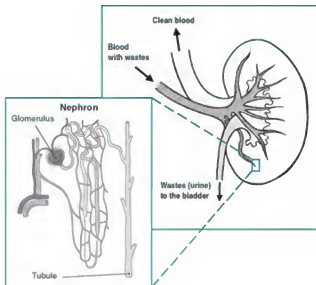 Clean blood
Blood
with wastes
Nephron
Glomerulus
Wastes (urine)
to the bladder
Tubule